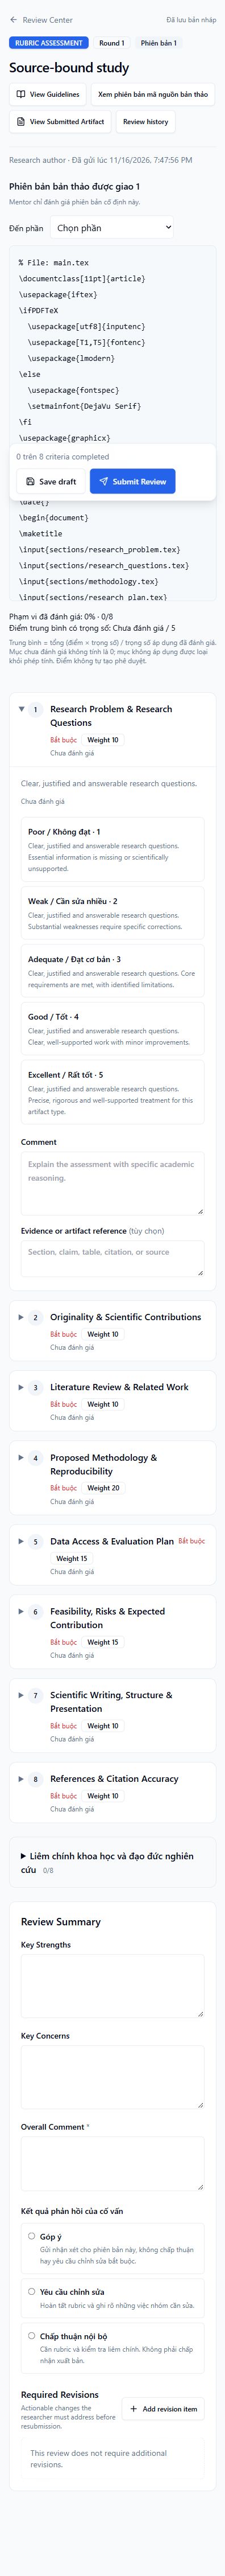 ← Review Center
Đã lưu bản nháp
RUBRIC ASSESSMENT
Round 1
Phiên bản 1
Source-bound study
View Guidelines
Xem phiên bản mã nguồn bản thảo
View Submitted Artifact
Review history
Research author · Đã gửi lúc 11/16/2026, 7:47:56 PM
Phiên bản bản thảo được giao 1
Mentor chỉ đánh giá phiên bản cố định này.
Đến phần
Chọn phần
% File: main.tex
\documentclass[11pt]{article}
\usepackage{iftex}
\ifPDFTeX
\usepackage[utf8]{inputenc}
\usepackage[T1,T5]{fontenc}
\usepackage{lmodern}
\else
\usepackage{fontspec}
\setmainfont{DejaVu Serif}
\fi
\usepackage{graphicx}
0 trên 8 criteria completed
Save draft
Submit Review
\date{}
\begin{document}
\maketitle
\input{sections/research_problem.tex}
\input{sections/research_questions.tex}
\input{sections/methodology.tex}
\input{sections/research_plan.tex}
Phạm vi đã đánh giá: 0% · 0/8
Điểm trung bình có trọng số: Chưa đánh giá / 5
Trung bình = tổng (điểm × trọng số) / trọng số áp dụng đã đánh giá.
Mục chưa đánh giá không tính là 0; mục không áp dụng được loại
khỏi phép tính. Điểm không tự tạo phê duyệt.
1
Research Problem & Research
Questions
Bắt buộc
Weight 10
Chưa đánh giá
Clear, justified and answerable research questions.
Chưa đánh giá
Poor / Không đạt · 1
Clear, justified and answerable research questions.
Essential information is missing or scientifically
unsupported.
Weak / Cần sửa nhiều · 2
Clear, justified and answerable research questions.
Substantial weaknesses require specific corrections.
Adequate / Đạt cơ bản · 3
Clear, justified and answerable research questions. Core
requirements are met, with identified limitations.
Good / Tốt · 4
Clear, justified and answerable research questions.
Clear, well-supported work with minor improvements.
Excellent / Rất tốt · 5
Clear, justified and answerable research questions.
Precise, rigorous and well-supported treatment for this
artifact type.
Comment
Explain the assessment with specific academic
reasoning.
Evidence or artifact reference (tùy chọn)
Section, claim, table, citation, or source
2
Originality & Scientific Contributions
Bắt buộc
Weight 10
Chưa đánh giá
3
Literature Review & Related Work
Bắt buộc
Weight 10
Chưa đánh giá
4
Proposed Methodology &
Reproducibility
Bắt buộc
Weight 20
Chưa đánh giá
5
Data Access & Evaluation Plan
Bắt buộc
Weight 15
Chưa đánh giá
6
Feasibility, Risks & Expected
Contribution
Bắt buộc
Weight 15
Chưa đánh giá
7
Scientific Writing, Structure &
Presentation
Bắt buộc
Weight 10
Chưa đánh giá
8
References & Citation Accuracy
Bắt buộc
Weight 10
Chưa đánh giá
Liêm chính khoa học và đạo đức nghiên
cứu 0/8
Review Summary
Key Strengths
Key Concerns
Overall Comment *
Kết quả phản hồi của cố vấn
Góp ý
Gửi nhận xét cho phiên bản này, không chấp thuận
hay yêu cầu chỉnh sửa bắt buộc.
Yêu cầu chỉnh sửa
Hoàn tất rubric và ghi rõ những việc nhóm cần sửa.
Chấp thuận nội bộ
Cần rubric và kiểm tra liêm chính. Không phải chấp
nhận xuất bản.
Required Revisions
Actionable changes the
researcher must address before
resubmission.
+ Add revision item
This review does not require additional
revisions.